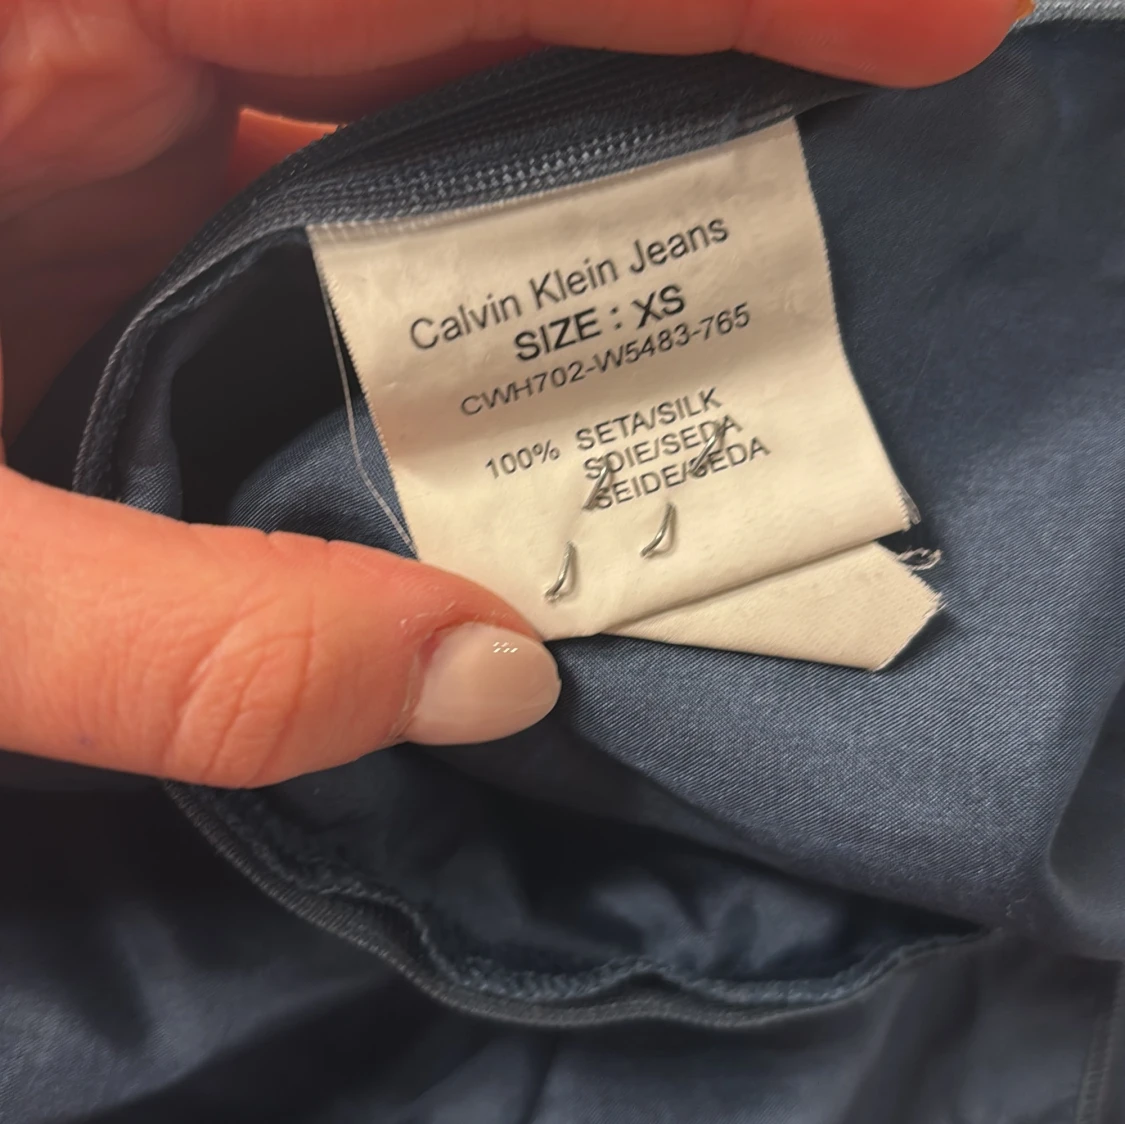 Calvin Klein Jeans
SIZE : XS
CWH702-W5483-765
100% SETA/SILK
SOIE/SEDA
SEIDE/SEDA